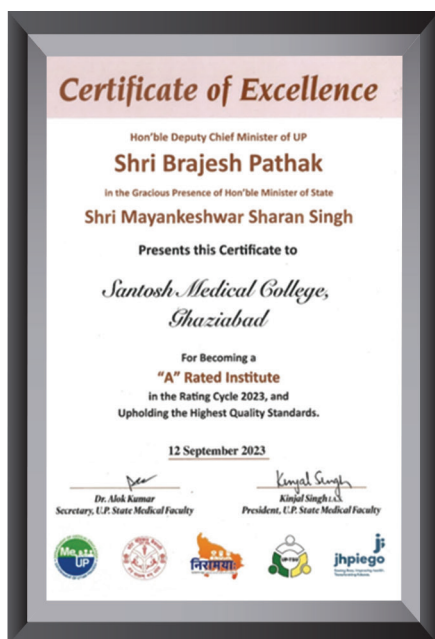 Certificate of Excellence
Hon'ble Deputy Chief Minister of UP
Shri Brajesh Pathak
in the Gracious Presence of Hon'ble Minister of State
Shri Mayankeshwar Sharan Singh
Presents this Certificate to
Santosh Medical College,
Ghaziabad
For Becoming a
"A" Rated Institute
in the Rating Cycle 2023, and
Upholding the Highest Quality Standards.
12 September 2023
Kinjal Singh
Dr. Alok Kumar
Secretary, U.P. State Medical Faculty
Kinjal Singh I.A.S.
President, U.P. State Medical Faculty
UP
निरामयाः
jhpiego